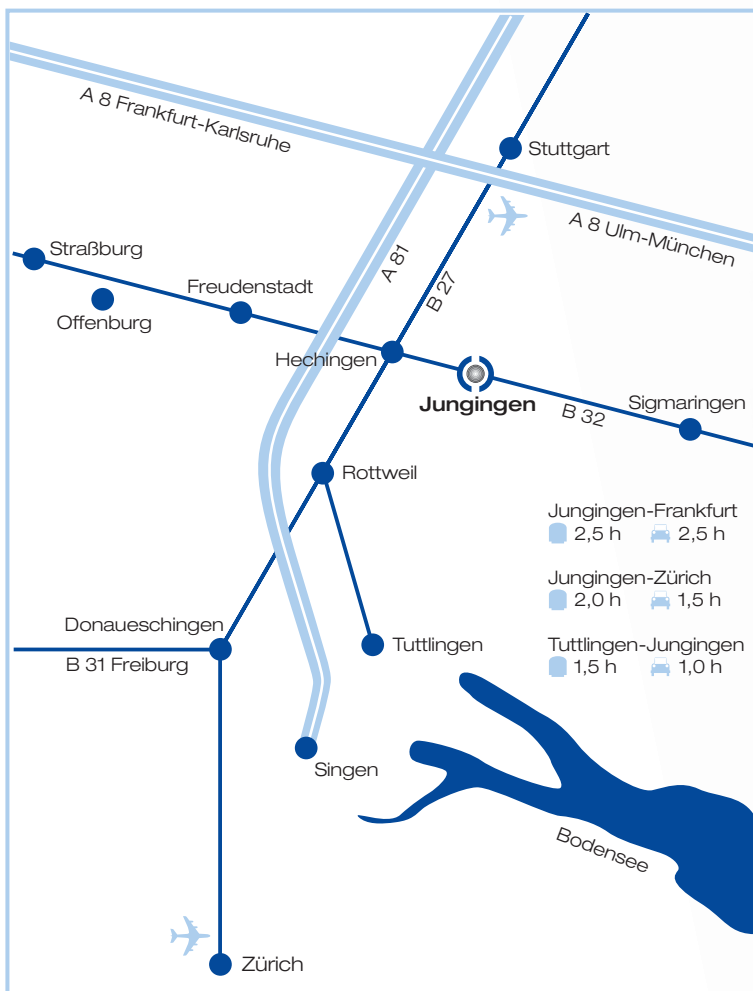 A 8 Frankfurt-Karlsruhe
Stuttgart
A 8 Ulm-München
A 81
B 27
Straßburg
Offenburg
Freudenstadt
Hechingen
Jungingen
B 32
Sigmaringen
Rottweil
Jungingen-Frankfurt
2,5 h 2,5 h
Jungingen-Zürich
2,0 h 1,5 h
Tuttlingen-Jungingen
1,5 h 1,0 h
Donaueschingen
B 31 Freiburg
Tuttlingen
Singen
Bodensee
Zürich